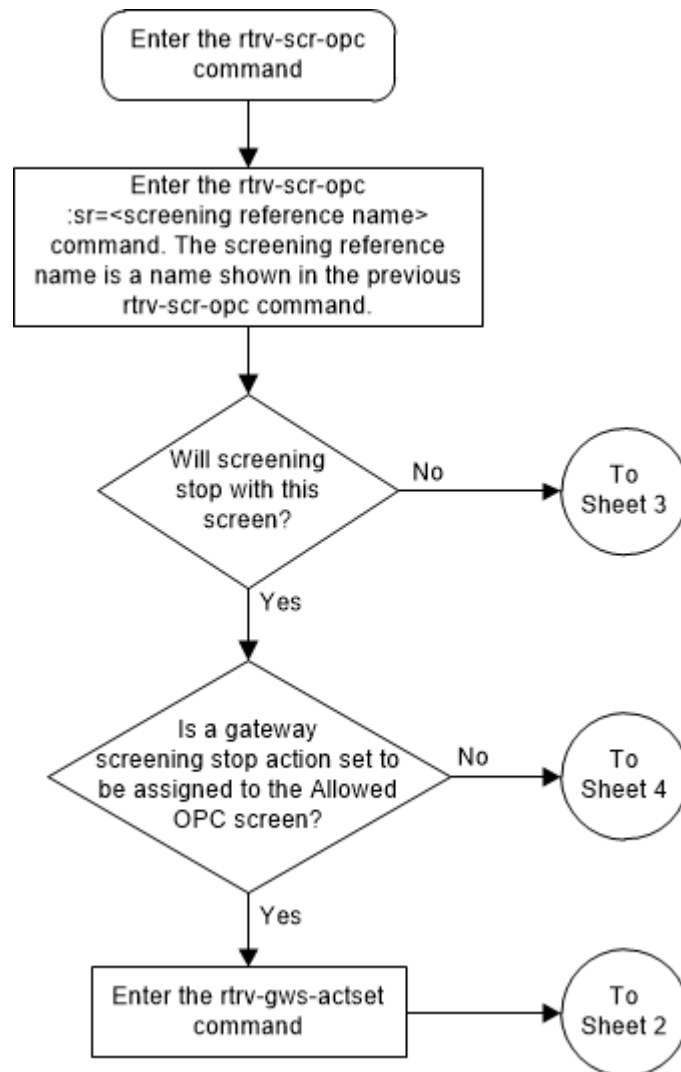 Enter the rtrv-scr-opc
command
Enter the rtrv-scr-opc
:sr=<screening reference name>
command. The screening reference
name is a name shown in the previous
rtrv-scr-opc command.
Will screening
stop with this
screen?
No
To
Sheet 3
Yes
Is a gateway
screening stop action set to
be assigned to the Allowed
OPC screen?
No
To
Sheet 4
Yes
Enter the rtrv-gws-actset
command
To
Sheet 2